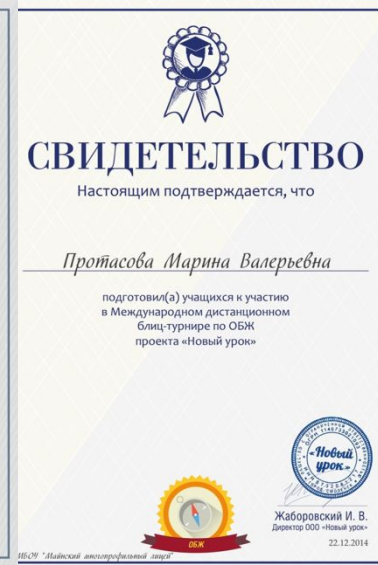 СВИДЕТЕЛЬСТВО
Настоящим подтверждается, что
Протасова Марина Валерьевна
подготовил(а) учащихся к участию
в Международном дистанционном
блиц-турнире по ОБЖ
проекта «Новый урок»
«Новый
урок»
Жаборовский И. В.
Директор ООО «Новый урок»
22.12.2014
ОБЖ
МБОУ "Майский многопрофильный лицей"